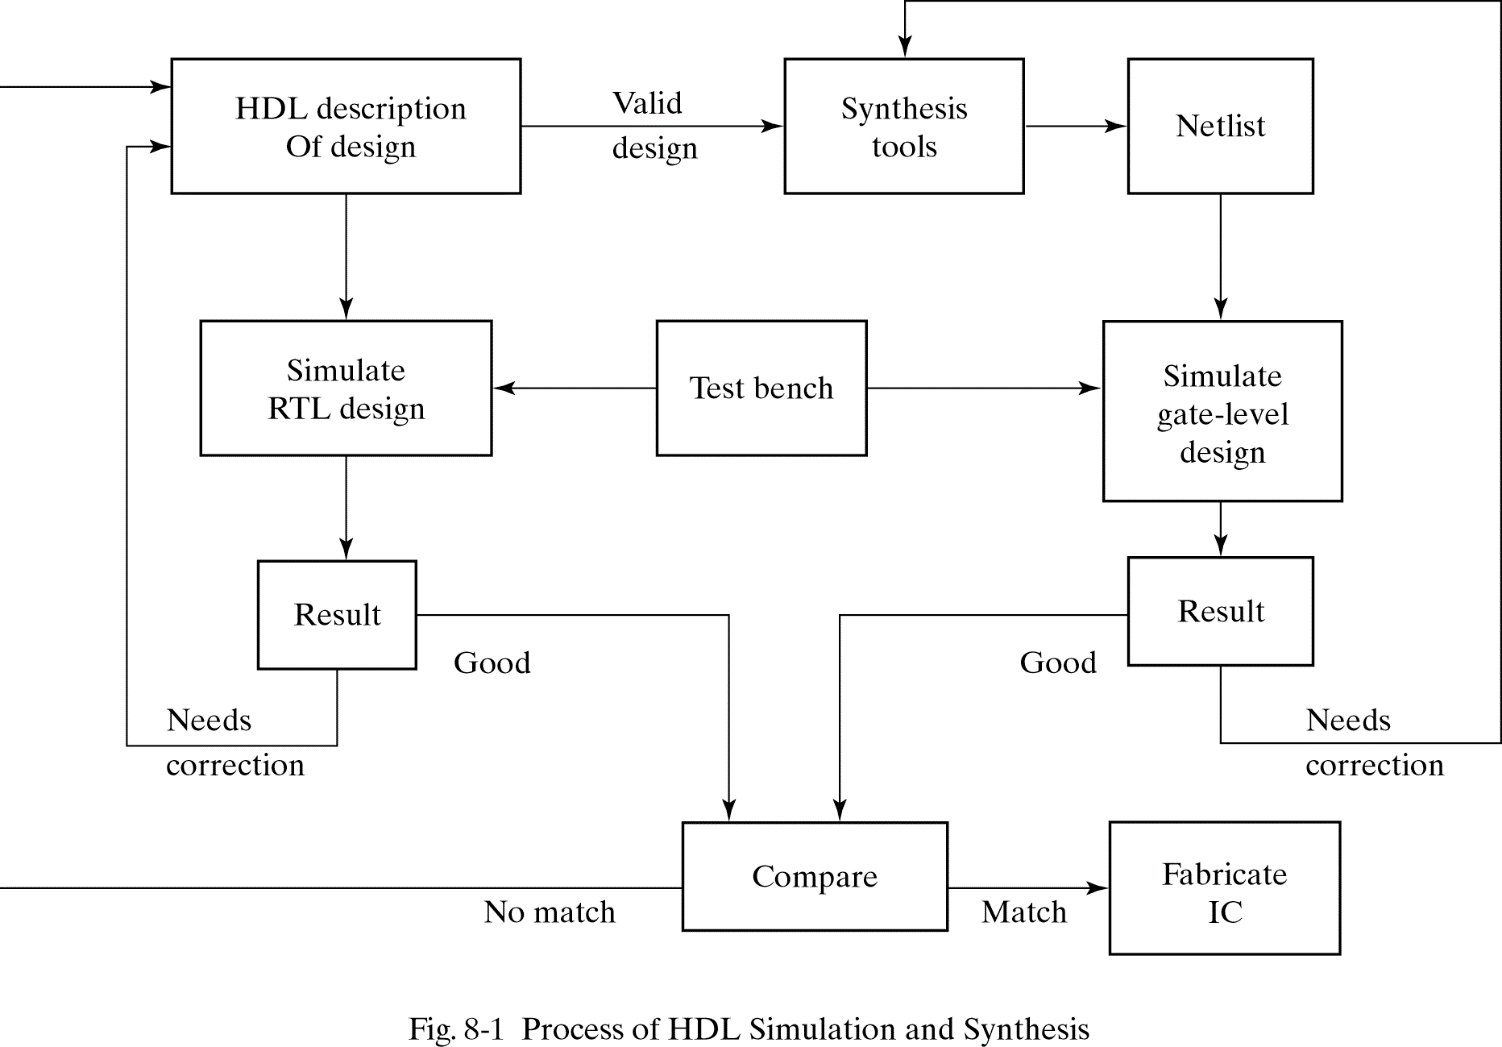 HDL description
Of design
Valid
design
Synthesis
tools
Netlist
Simulate
RTL design
Test bench
Simulate
gate-level
design
Result
Good
Needs
correction
Result
Good
Needs
correction
Compare
No match
Match
Fabricate
IC
Fig. 8-1 Process of HDL Simulation and Synthesis